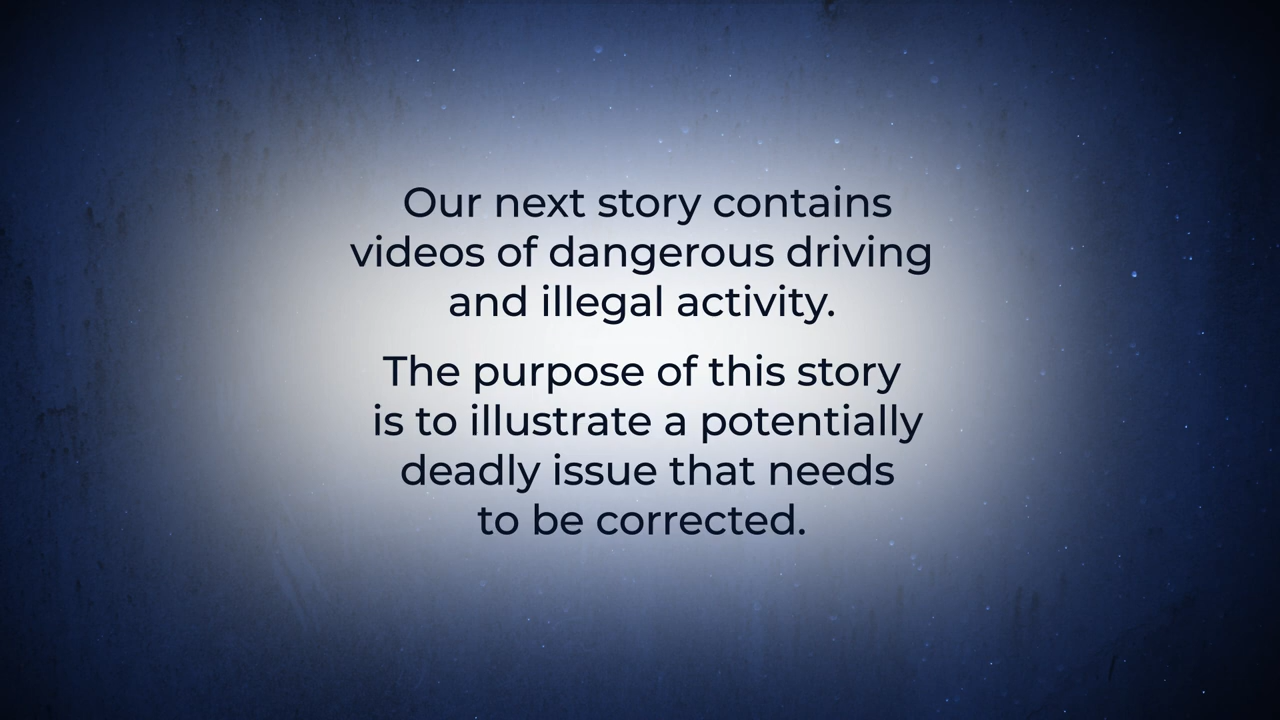 Our next story contains
videos of dangerous driving
and illegal activity.
The purpose of this story
is to illustrate a potentially
deadly issue that needs
to be corrected.